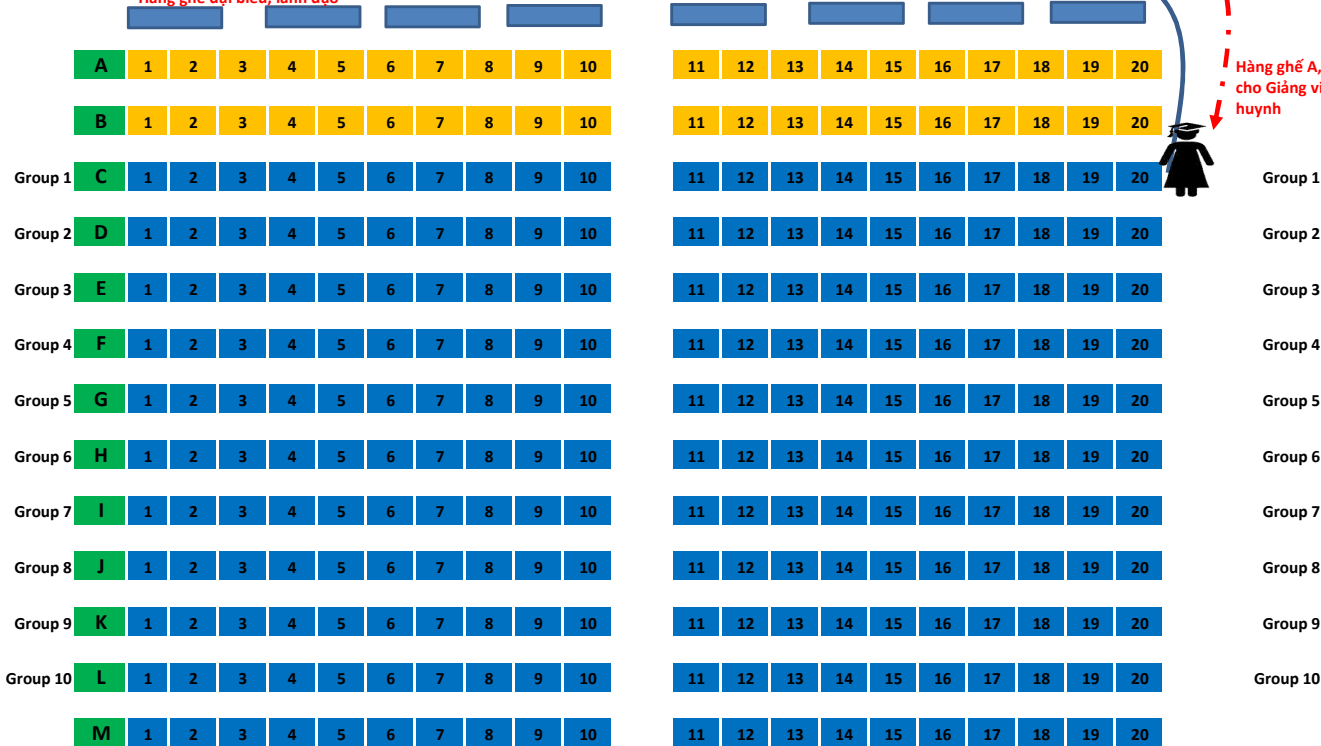 Hàng ghế đại biểu, lãnh đạo
A 1 2 3 4 5 6 7 8 9 10 11 12 13 14 15 16 17 18 19 20
Hàng ghế A,
cho Giảng vi
huynh
B 1 2 3 4 5 6 7 8 9 10 11 12 13 14 15 16 17 18 19 20
Group 1 C 1 2 3 4 5 6 7 8 9 10 11 12 13 14 15 16 17 18 19 20 Group 1
Group 2 D 1 2 3 4 5 6 7 8 9 10 11 12 13 14 15 16 17 18 19 20 Group 2
Group 3 E 1 2 3 4 5 6 7 8 9 10 11 12 13 14 15 16 17 18 19 20 Group 3
Group 4 F 1 2 3 4 5 6 7 8 9 10 11 12 13 14 15 16 17 18 19 20 Group 4
Group 5 G 1 2 3 4 5 6 7 8 9 10 11 12 13 14 15 16 17 18 19 20 Group 5
Group 6 H 1 2 3 4 5 6 7 8 9 10 11 12 13 14 15 16 17 18 19 20 Group 6
Group 7 I 1 2 3 4 5 6 7 8 9 10 11 12 13 14 15 16 17 18 19 20 Group 7
Group 8 J 1 2 3 4 5 6 7 8 9 10 11 12 13 14 15 16 17 18 19 20 Group 8
Group 9 K 1 2 3 4 5 6 7 8 9 10 11 12 13 14 15 16 17 18 19 20 Group 9
Group 10 L 1 2 3 4 5 6 7 8 9 10 11 12 13 14 15 16 17 18 19 20 Group 10
M 1 2 3 4 5 6 7 8 9 10 11 12 13 14 15 16 17 18 19 20